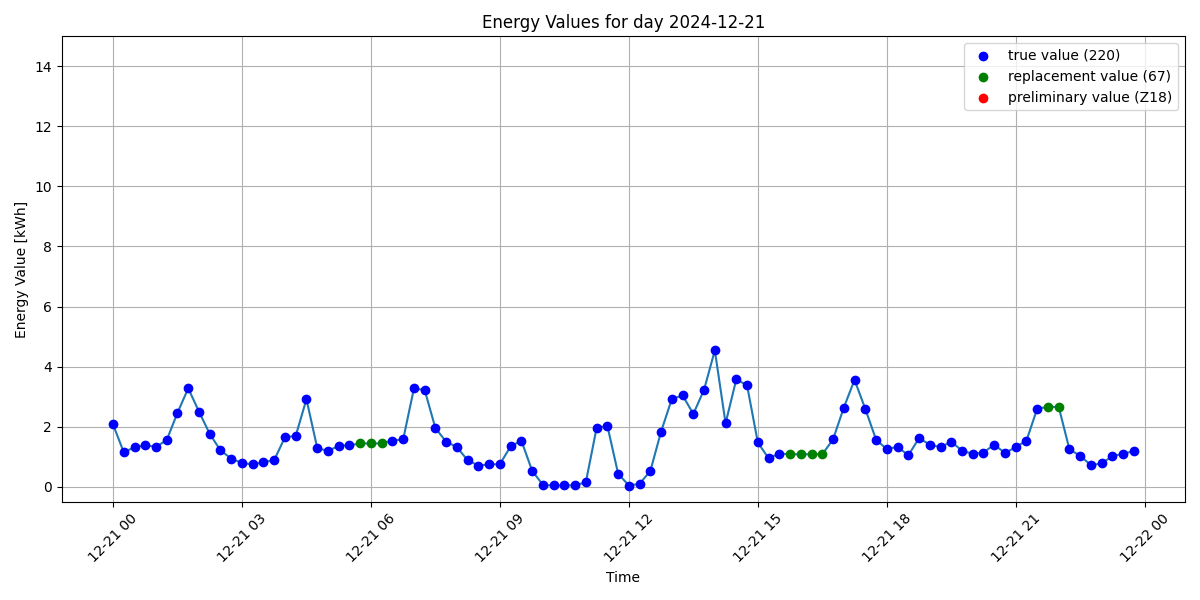 Energy Values for day 2024-12-21
true value (220)
replacement value (67)
preliminary value (Z18)
Energy Value [kWh]
14
12
10
8
6
4
2
0
12-21 00
12-21 03
12-21 06
12-21 09
12-21 12
12-21 15
12-21 18
12-21 21
12-22 00
Time